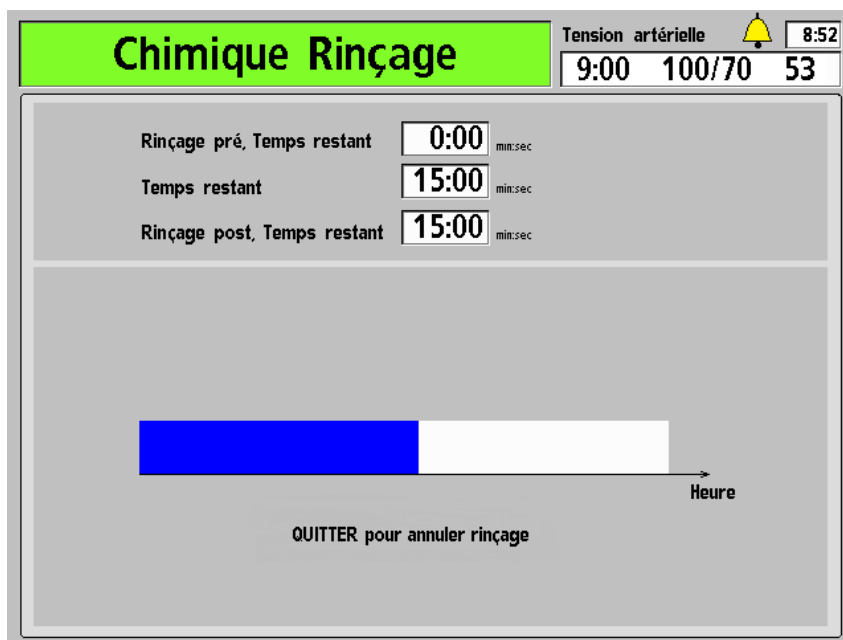 Chimique Rinçage
Tension artérielle 8:52
9:00 100/70 53
Rinçage pré, Temps restant 0:00 min:sec
Temps restant 15:00 min:sec
Rinçage post, Temps restant 15:00 min:sec
Heure
QUITTER pour annuler rinçage